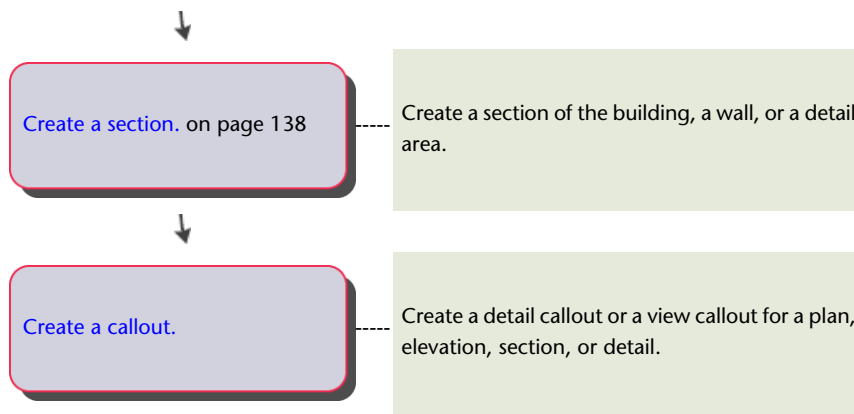 Create a section. on page 138
Create a section of the building, a wall, or a detail
area.
Create a callout.
Create a detail callout or a view callout for a plan,
elevation, section, or detail.